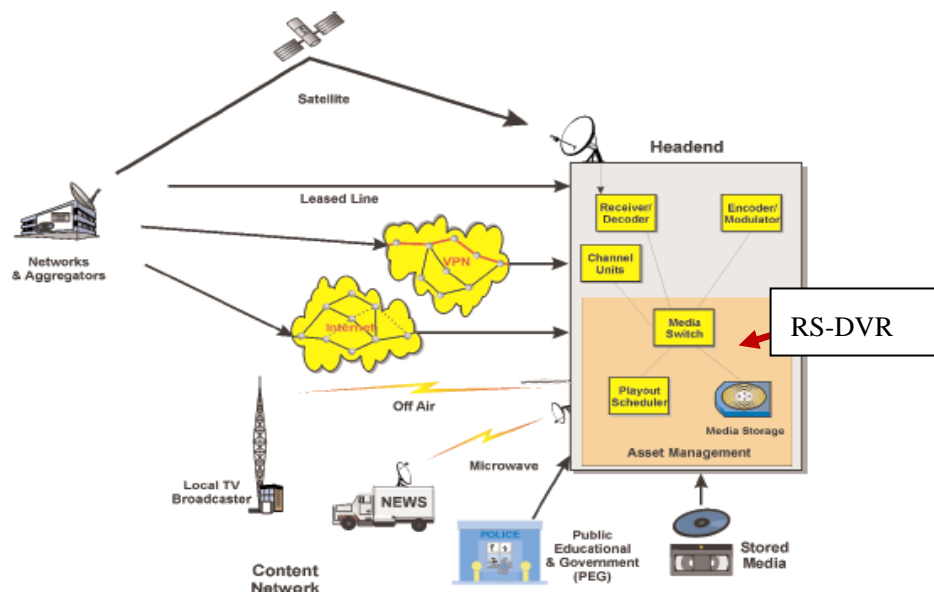 Satellite
Headend
Leased Line
Receiver/
Decoder
Encoder/
Modulator
Networks
& Aggregators
VPN
Channel
Units
Internet
Media
Switch
RS-DVR
Off Air
Playout
Scheduler
Media Storage
Asset Management
Microwave
Local TV
Broadcaster
NEWS
POLICE
Public
Educational
& Government
(PEG)
Stored
Media
Content
Network